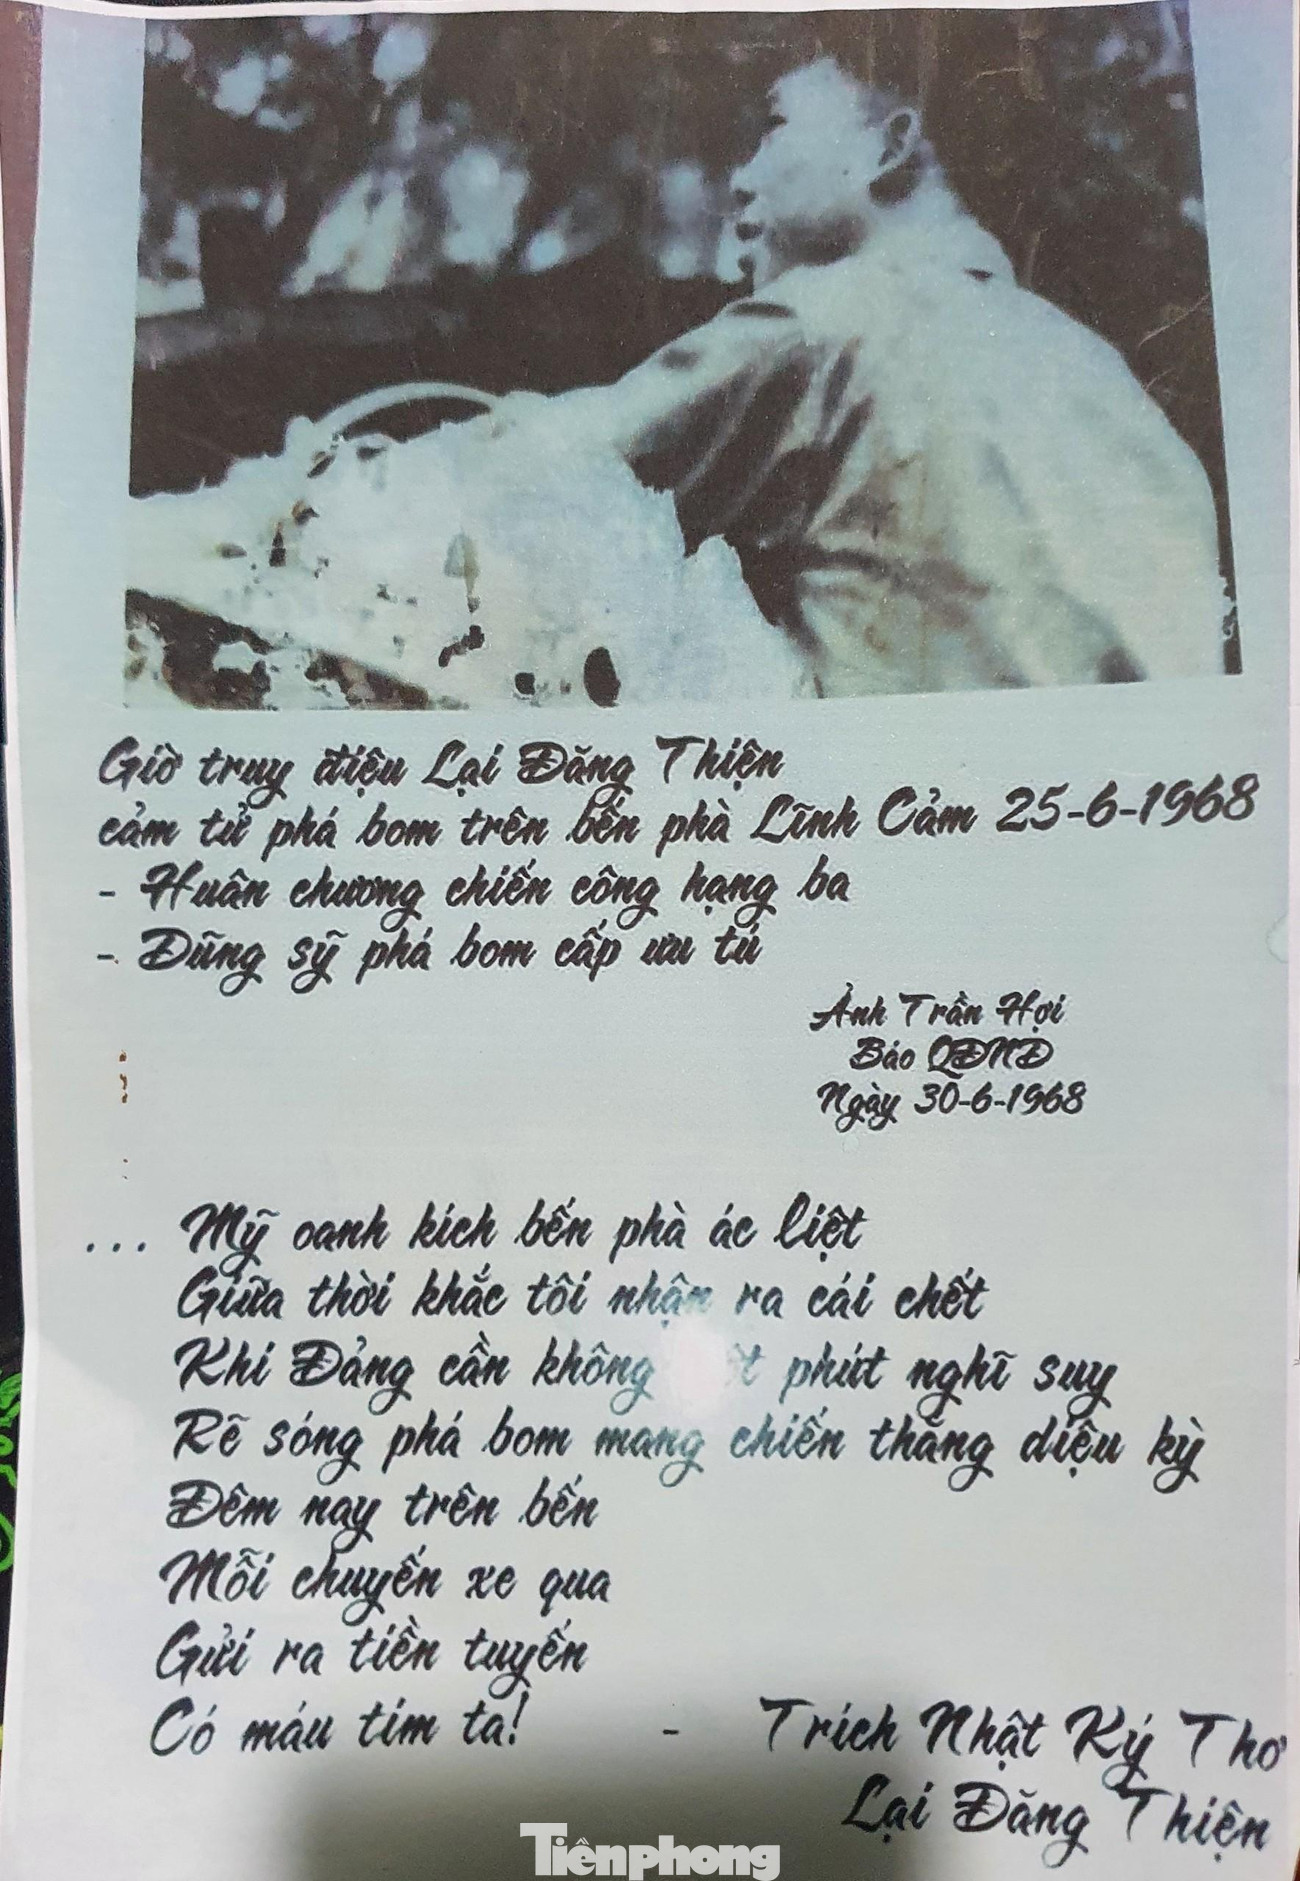 Giờ truy điệu Lại Đăng Thiện
cảm tử phá bom trên bến phà Lĩnh Cảm 25-6-1968
- Huân chương chiến công hạng ba
- Dũng sỹ phá bom cấp ưu tú
Ảnh Trần Hợi
Báo QĐND
Ngày 30-6-1968
... Mỹ oanh kích bến phà ác liệt
Giữa thời khắc tôi nhận ra cái chết
Khi Đảng cần không phút nghĩ suy
Rẽ sóng phá bom mang chiến thắng diệu kỳ
Đêm nay trên bến
Mỗi chuyến xe qua
Gửi ra tiền tuyến
Có máu tim ta!
- Trích Nhật Ký Thơ
Lại Đăng Thiện
Tiềnphong